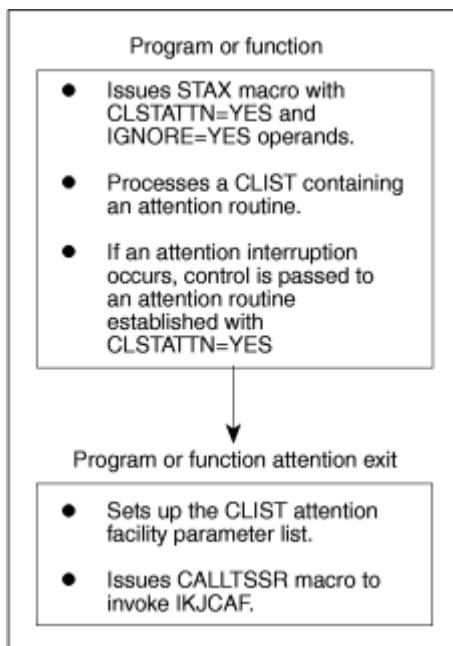 Program or function
● Issues STAX macro with
CLSTATTN=YES and
IGNORE=YES operands.
● Processes a CLIST containing
an attention routine.
● If an attention interruption
occurs, control is passed to
an attention routine
established with
CLSTATTN=YES
Program or function attention exit
● Sets up the CLIST attention
facility parameter list.
● Issues CALLTSSR macro to
invoke IKJCAF.